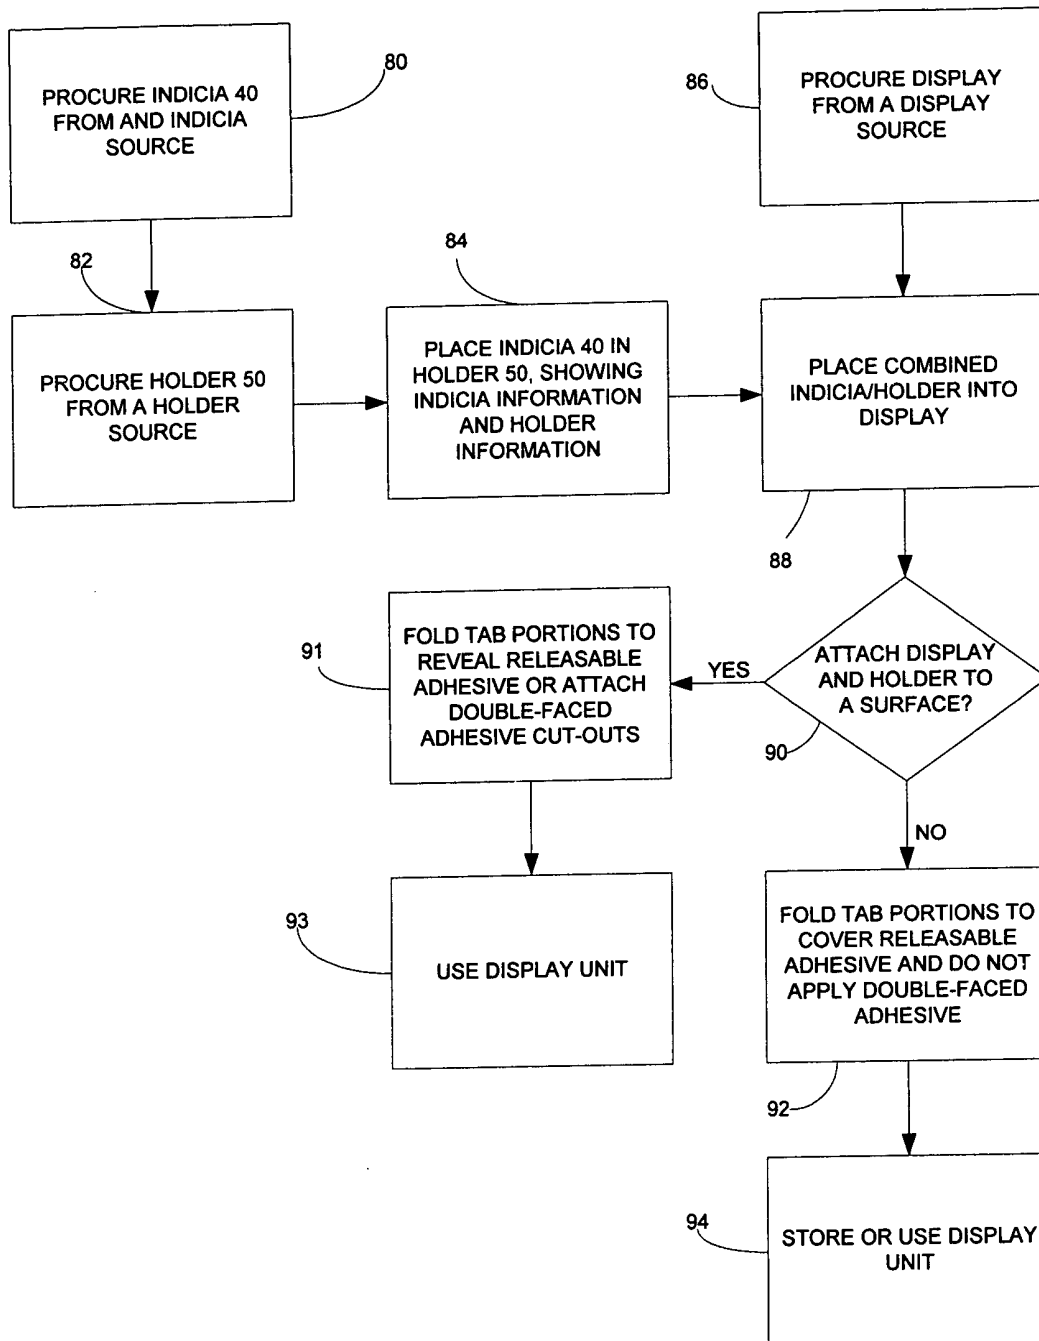 80
PROCURE INDICIA 40
FROM AND INDICIA
SOURCE
86
PROCURE DISPLAY
FROM A DISPLAY
SOURCE
82
PROCURE HOLDER 50
FROM A HOLDER
SOURCE
84
PLACE INDICIA 40 IN
HOLDER 50, SHOWING
INDICIA INFORMATION
AND HOLDER
INFORMATION
PLACE COMBINED
INDICIA/HOLDER INTO
DISPLAY
88
ATTACH DISPLAY
AND HOLDER TO
A SURFACE?
90
YES
91
FOLD TAB PORTIONS TO
REVEAL RELEASABLE
ADHESIVE OR ATTACH
DOUBLE-FACED
ADHESIVE CUT-OUTS
93
USE DISPLAY UNIT
NO
FOLD TAB PORTIONS TO
COVER RELEASABLE
ADHESIVE AND DO NOT
APPLY DOUBLE-FACED
ADHESIVE
92
94
STORE OR USE DISPLAY
UNIT